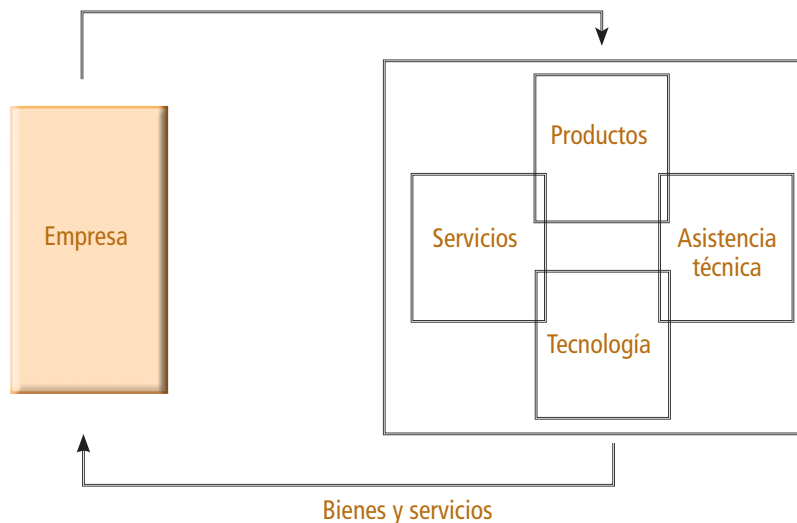 Productos
Empresa
Servicios
Asistencia
técnica
Tecnología
Bienes y servicios